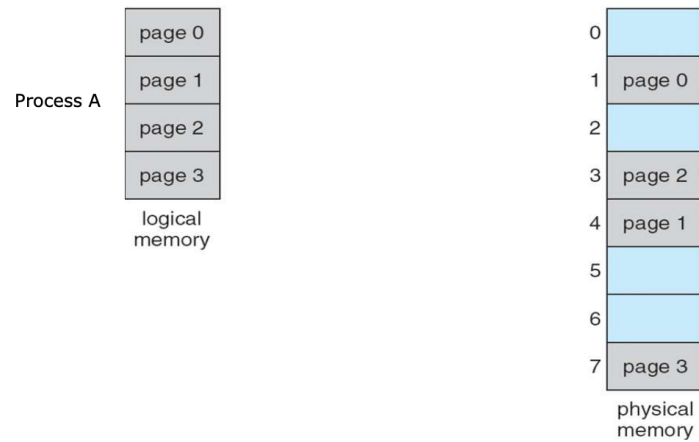 Process A
page 0
page 1
page 2
page 3
logical
memory
0
1 page 0
2
3 page 2
4 page 1
5
6
7 page 3
physical
memory